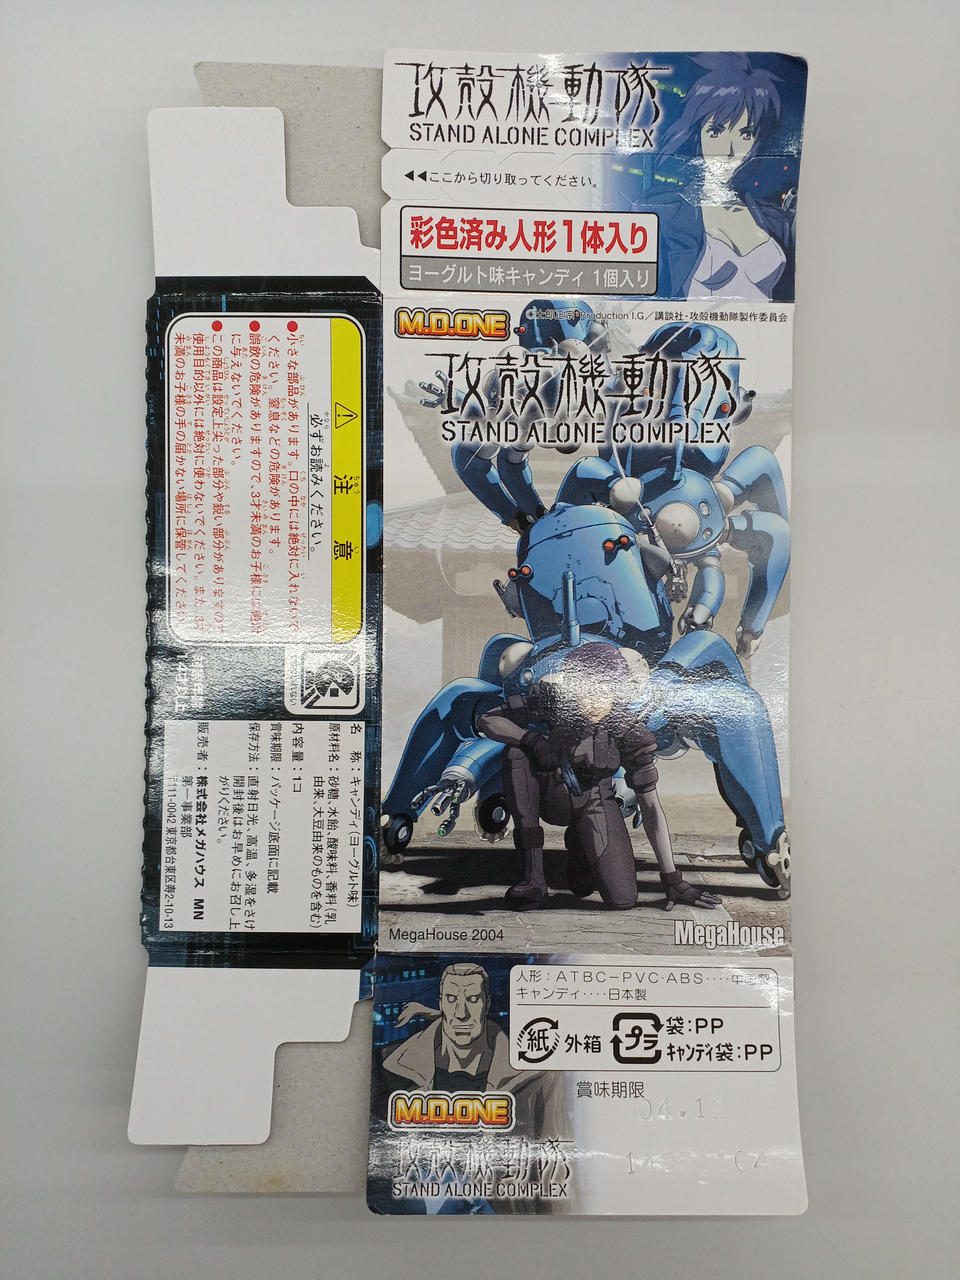 攻殻機動隊
STAND ALONE COMPLEX
◀◀ここから切り取ってください。
彩色済み人形1体入り
ヨーグルト味キャンディ 1個入り
M.D.ONE
Production I.G／講談社・攻殻機動隊製作委員会
攻殻機動隊
STAND ALONE COMPLEX
MegaHouse 2004
MegaHouse
人形：ATBC−PVC・ABS‥‥中国製
キャンディ‥‥日本製
紙 外箱
プラ 袋：PP
キャンディ袋：PP
賞味期限
04.12
M.D.ONE
攻殻機動隊
STAND ALONE COMPLEX
⚠ 注意
必ずお読みください。
●小さな部品があります。口の中には絶対に入れないで
ください。窒息などの危険があります。
●誤飲の危険がありますので、3才未満のお子様には絶対
に与えないでください。
●この商品は設定上尖った部分や鋭い部分がありますので
使用目的以外には絶対に使わないでください。また、3才
未満のお子様の手の届かない場所に保管してください
名 称：キャンディ（ヨーグルト味）
原材料名：砂糖、水飴、酸味料、香料（乳
由来、大豆由来のものを含む）
内容量：1コ
賞味期限：パッケージ底面に記載
保存方法：直射日光、高温、多湿をさけ
開封後はお早めにお召し上
がりください。
販売者：株式会社メガハウス MN
第一事業部
〒111-0042 東京都台東区寿2-10-13